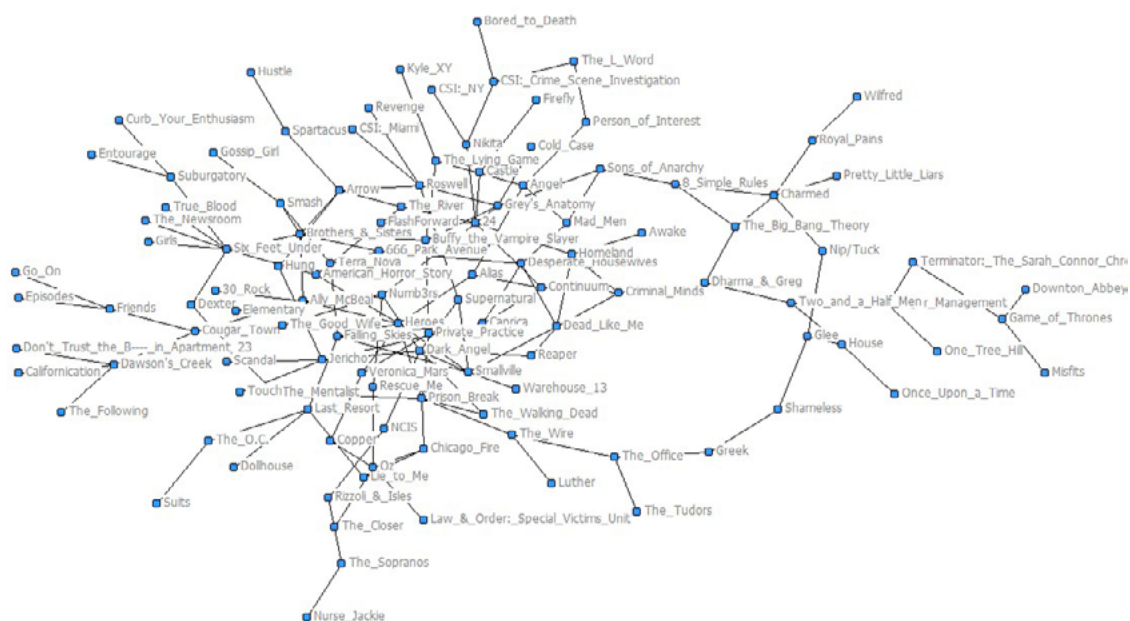 Bored_to_Death
The_L_Word
Hustle
Kyle_XY
CSI:_Crime_Scene_Investigation
CSI:_NY
Firefly
Wilfred
Revenge
Curb_Your_Enthusiasm
Spartacus
CSI:_Miami
Person_of_Interest
Royal_Pains
Nikita
Cold_Case
Entourage
Gossip_Girl
The_Lying_Game
Suburgatory
Castle
Sons_of_Anarchy
Pretty_Little_Liars
Arrow
Roswell
Angel
8_Simple_Rules
Charmed
True_Blood
Smash
The_River
Grey's_Anatomy
The_Newsroom
FlashForward
24
Mad_Men
The_Big_Bang_Theory
Girls
Brothers_&_Sisters
Buffy_the_Vampire_Slayer
Awake
Six_Feet_Under
666_Park_Avenue
Homeland
Nip/Tuck
Hung
Terra_Nova
Desperate_Housewives
Terminator:_The_Sarah_Connor_Chr
Go_On
American_Horror_Story
Alias
Dharma_&_Greg
30_Rock
Numb3rs
Continuum
Criminal_Minds
Downton_Abbey
Episodes
Friends
Dexter
Elementary
Ally_McBeal
Supernatural
Two_and_a_Half_Men
r_Management
Game_of_Thrones
Cougar_Town
The_Good_Wife
Heroes
Caprica
Dead_Like_Me
Falling_Skies
Private_Practice
Glee
House
Don't_Trust_the_B----_in_Apartment_23
Scandal
Jericho
Dark_Angel
Reaper
One_Tree_Hill
Californication
Dawson's_Creek
Veronica_Mars
Smallville
Misfits
Touch
The_Mentalist
Rescue_Me
Warehouse_13
Once_Upon_a_Time
Prison_Break
The_Following
Last_Resort
The_Walking_Dead
Shameless
NCIS
The_O.C.
Copper
Chicago_Fire
The_Wire
Dollhouse
Oz
The_Office
Greek
Lie_to_Me
Luther
Suits
Rizzoli_&_Isles
The_Tudors
Law_&_Order:_Special_Victims_Unit
The_Closer
The_Sopranos
Nurse_Jackie